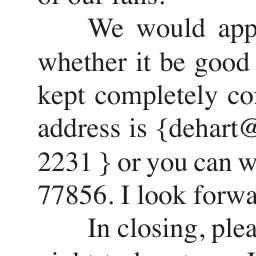 of our fans.
We would app
whether it be good
kept completely co
address is {dehart@
2231 } or you can w
77856. I look forwa
In closing, plea